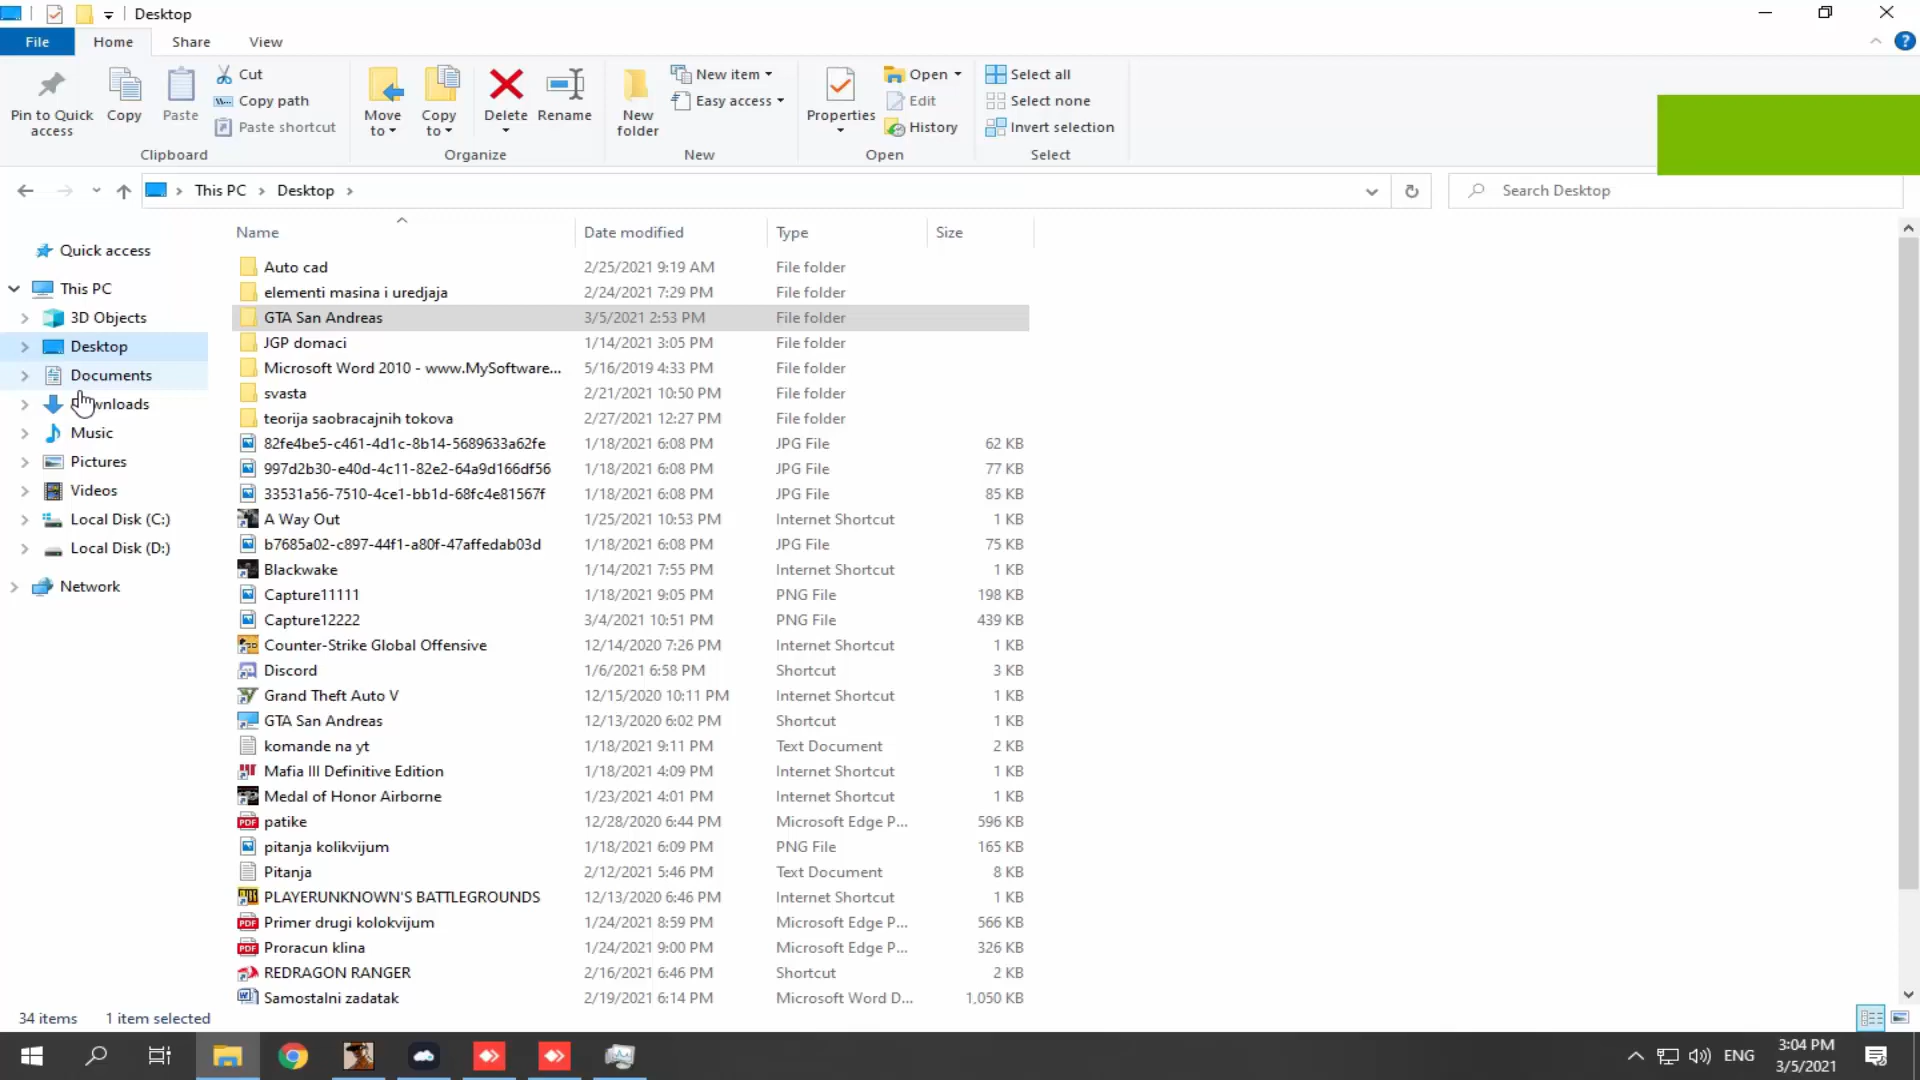 Desktop
File Home Share View
Pin to Quick access
Copy
Paste
Cut
Copy path
Paste shortcut
Clipboard
Move to
Copy to
Delete
Rename
Organize
New folder
New item
Easy access
New
Properties
Open
Edit
History
Open
Select all
Select none
Invert selection
Select
This PC > Desktop >
Search Desktop
Quick access
This PC
3D Objects
Desktop
Documents
Music
Pictures
Videos
Local Disk (C:)
Local Disk (D:)
Network
Name Date modified Type Size
Auto cad 2/25/2021 9:19 AM File folder
elementi masina i uredjaja 2/24/2021 7:29 PM File folder
GTA San Andreas 3/5/2021 2:53 PM File folder
JGP domaci 1/14/2021 3:05 PM File folder
Microsoft Word 2010 - www.MySoftware... 5/16/2019 4:33 PM File folder
svasta 2/21/2021 10:50 PM File folder
teorija saobracajnih tokova 2/27/2021 12:27 PM File folder
82fe4be5-c461-4d1c-8b14-5689633a62fe 1/18/2021 6:08 PM JPG File 62 KB
997d2b30-e40d-4c11-82e2-64a9d166df56 1/18/2021 6:08 PM JPG File 77 KB
33531a56-7510-4ce1-bb1d-68fc4e81567f 1/18/2021 6:08 PM JPG File 85 KB
A Way Out 1/25/2021 10:53 PM Internet Shortcut 1 KB
b7685a02-c897-44f1-a80f-47affedab03d 1/18/2021 6:08 PM JPG File 75 KB
Blackwake 1/14/2021 7:55 PM Internet Shortcut 1 KB
Capture11111 1/18/2021 9:05 PM PNG File 198 KB
Capture12222 3/4/2021 10:51 PM PNG File 439 KB
Counter-Strike Global Offensive 12/14/2020 7:26 PM Internet Shortcut 1 KB
Discord 1/6/2021 6:58 PM Shortcut 3 KB
Grand Theft Auto V 12/15/2020 10:11 PM Internet Shortcut 1 KB
GTA San Andreas 12/13/2020 6:02 PM Shortcut 1 KB
komande na yt 1/18/2021 9:11 PM Text Document 2 KB
Mafia III Definitive Edition 1/18/2021 4:09 PM Internet Shortcut 1 KB
Medal of Honor Airborne 1/23/2021 4:01 PM Internet Shortcut 1 KB
patike 12/28/2020 6:44 PM Microsoft Edge P... 596 KB
pitanja kolikvijum 1/18/2021 6:09 PM PNG File 165 KB
Pitanja 2/12/2021 5:46 PM Text Document 8 KB
PLAYERUNKNOWN'S BATTLEGROUNDS 12/13/2020 6:46 PM Internet Shortcut 1 KB
Primer drugi kolokvijum 1/24/2021 8:59 PM Microsoft Edge P... 566 KB
Proracun klina 1/24/2021 9:00 PM Microsoft Edge P... 326 KB
REDRAGON RANGER 2/16/2021 6:46 PM Shortcut 2 KB
Samostalni zadatak 2/19/2021 6:14 PM Microsoft Word D... 1,050 KB
34 items 1 item selected
ENG
3:04 PM
3/5/2021